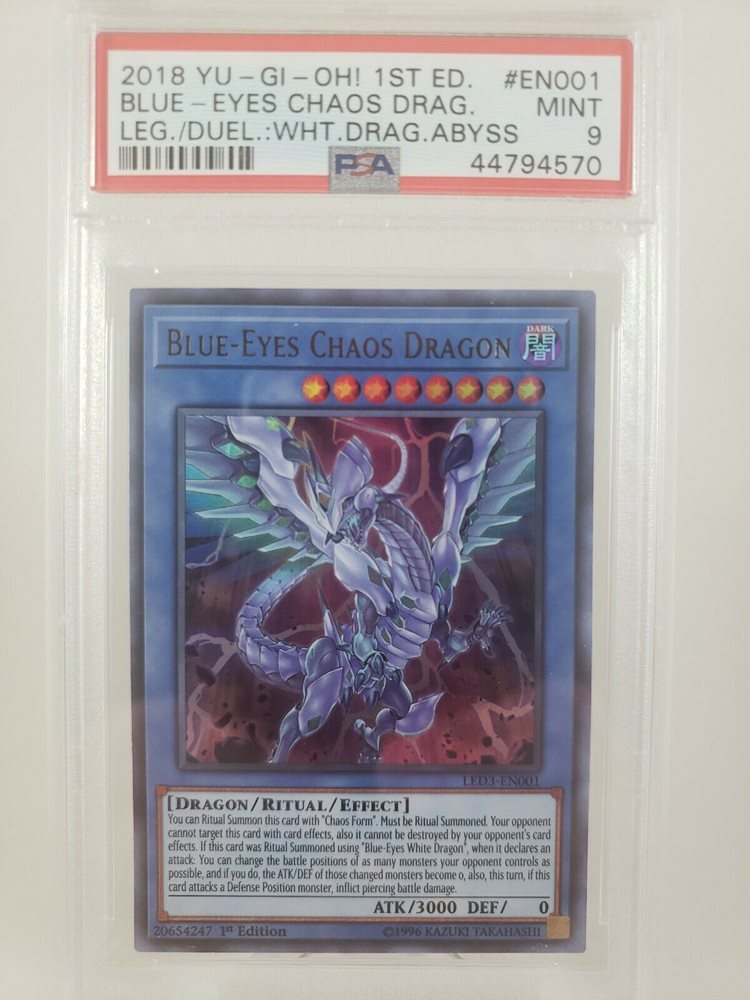 2018 YU-GI-OH! 1ST ED. #EN001
BLUE-EYES CHAOS DRAG. MINT
LEG./DUEL.:WHT.DRAG.ABYSS 9
PSA 44794570
BLUE-EYES CHAOS DRAGON DARK 闇
LED3-EN001
[DRAGON/RITUAL/EFFECT]
You can Ritual Summon this card with "Chaos Form". Must be Ritual Summoned. Your opponent
cannot target this card with card effects, also it cannot be destroyed by your opponent's card
effects. If this card was Ritual Summoned using "Blue-Eyes White Dragon", when it declares an
attack: You can change the battle positions of as many monsters your opponent controls as
possible, and if you do, the ATK/DEF of those changed monsters become 0, also, this turn, if this
card attacks a Defense Position monster, inflict piercing battle damage.
ATK/3000 DEF/ 0
20654247 1st Edition ©1996 KAZUKI TAKAHASHI